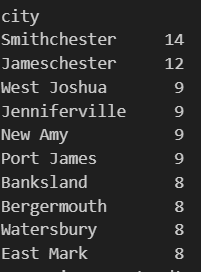 city
Smithchester 14
Jameschester 12
West Joshua 9
Jenniferville 9
New Amy 9
Port James 9
Banksland 8
Bergermouth 8
Watersbury 8
East Mark 8